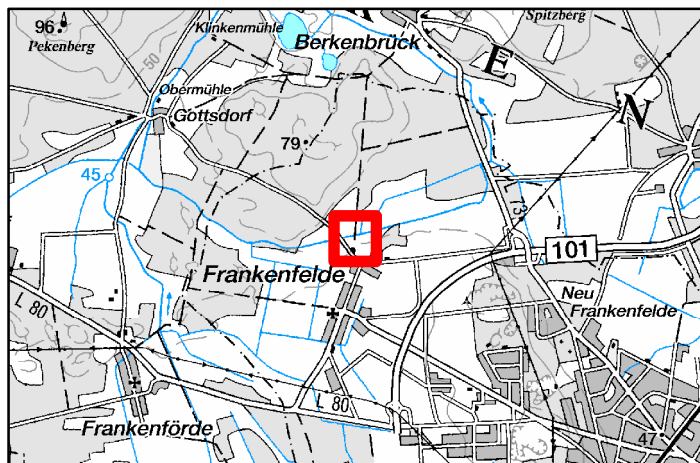 96
Pekenberg
Klinkenmühle
Berkenbrück
Spitzberg
E
N
50
Obermühle
Gottsdorf
79
45
L 73
101
Frankenfelde
L 80
Neu
Frankenfelde
L 80
Frankenförde
47